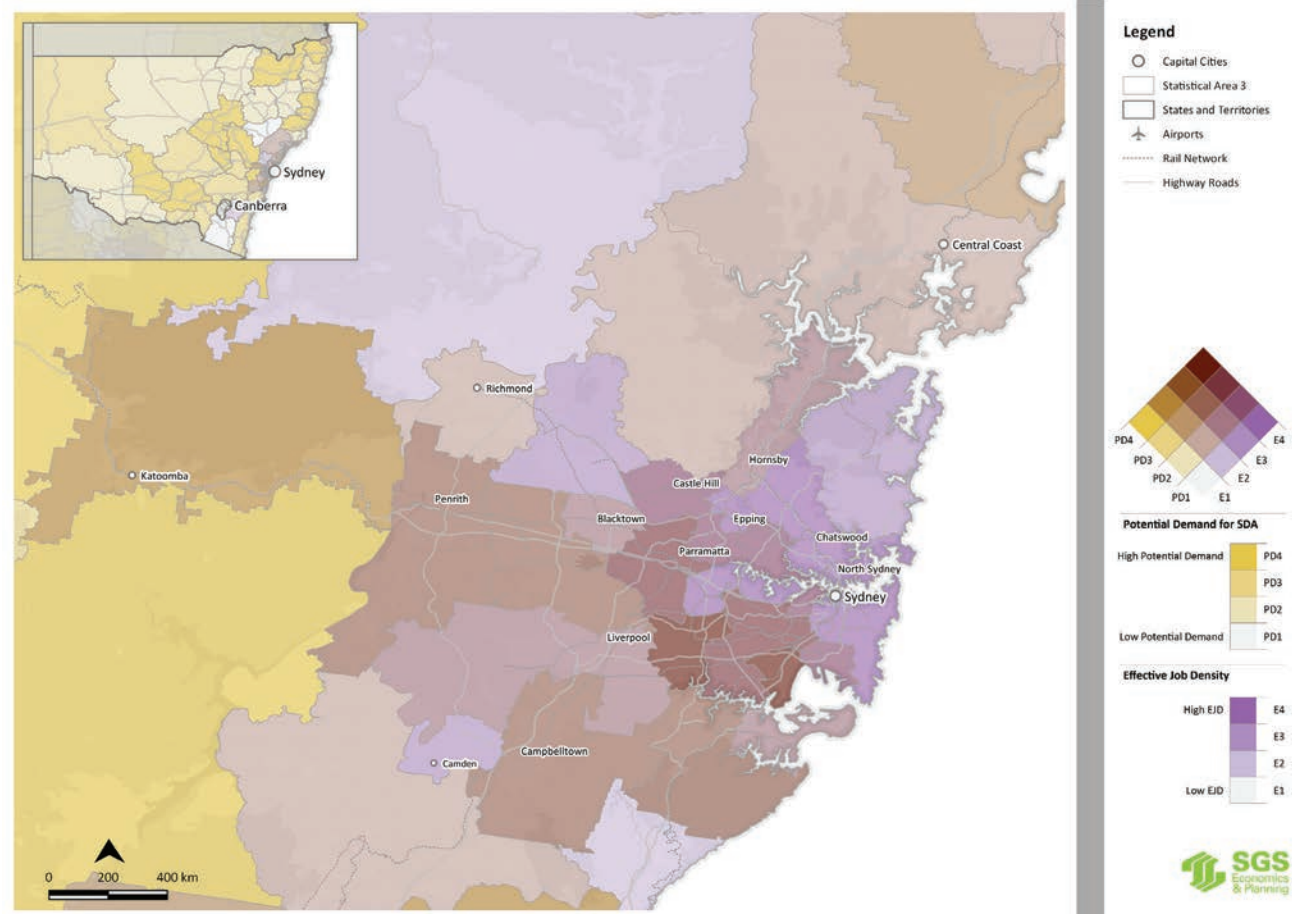 Sydney
Canberra
Central Coast
Richmond
Katoomba
Hornsby
Castle Hill
Penrith
Blacktown
Epping
Chatswood
Parramatta
North Sydney
Sydney
Liverpool
Campbelltown
Camden
0 200 400 km
Legend
Capital Cities
Statistical Area 3
States and Territories
Airports
Rail Network
Highway Roads
PD4 E4
PD3 E3
PD2 E2
PD1 E1
Potential Demand for SDA
High Potential Demand PD4
PD3
PD2
Low Potential Demand PD1
Effective Job Density
High EJD E4
E3
E2
Low EJD E1
SGS
Economics
& Planning